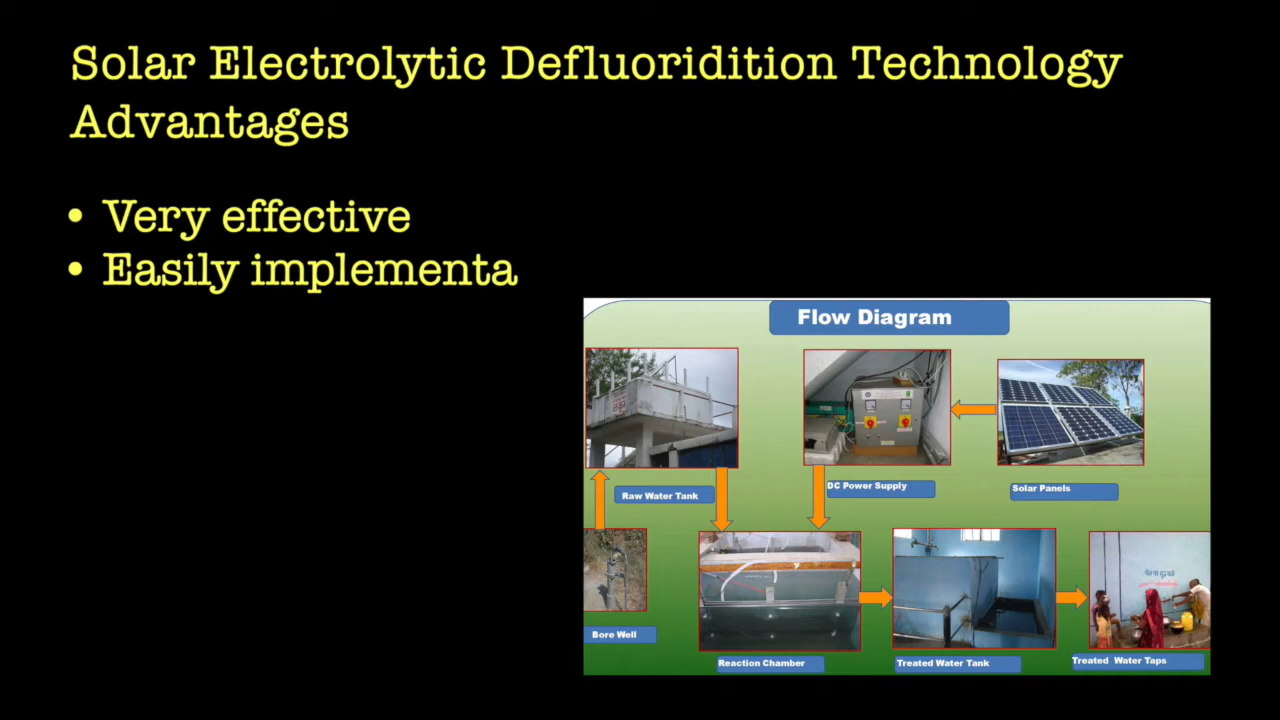 Solar Electrolytic Defluoridition Technology
Advantages
• Very effective
• Easily implementa
Flow Diagram
Raw Water Tank
DC Power Supply
Solar Panels
Bore Well
Reaction Chamber
Treated Water Tank
Treated Water Taps